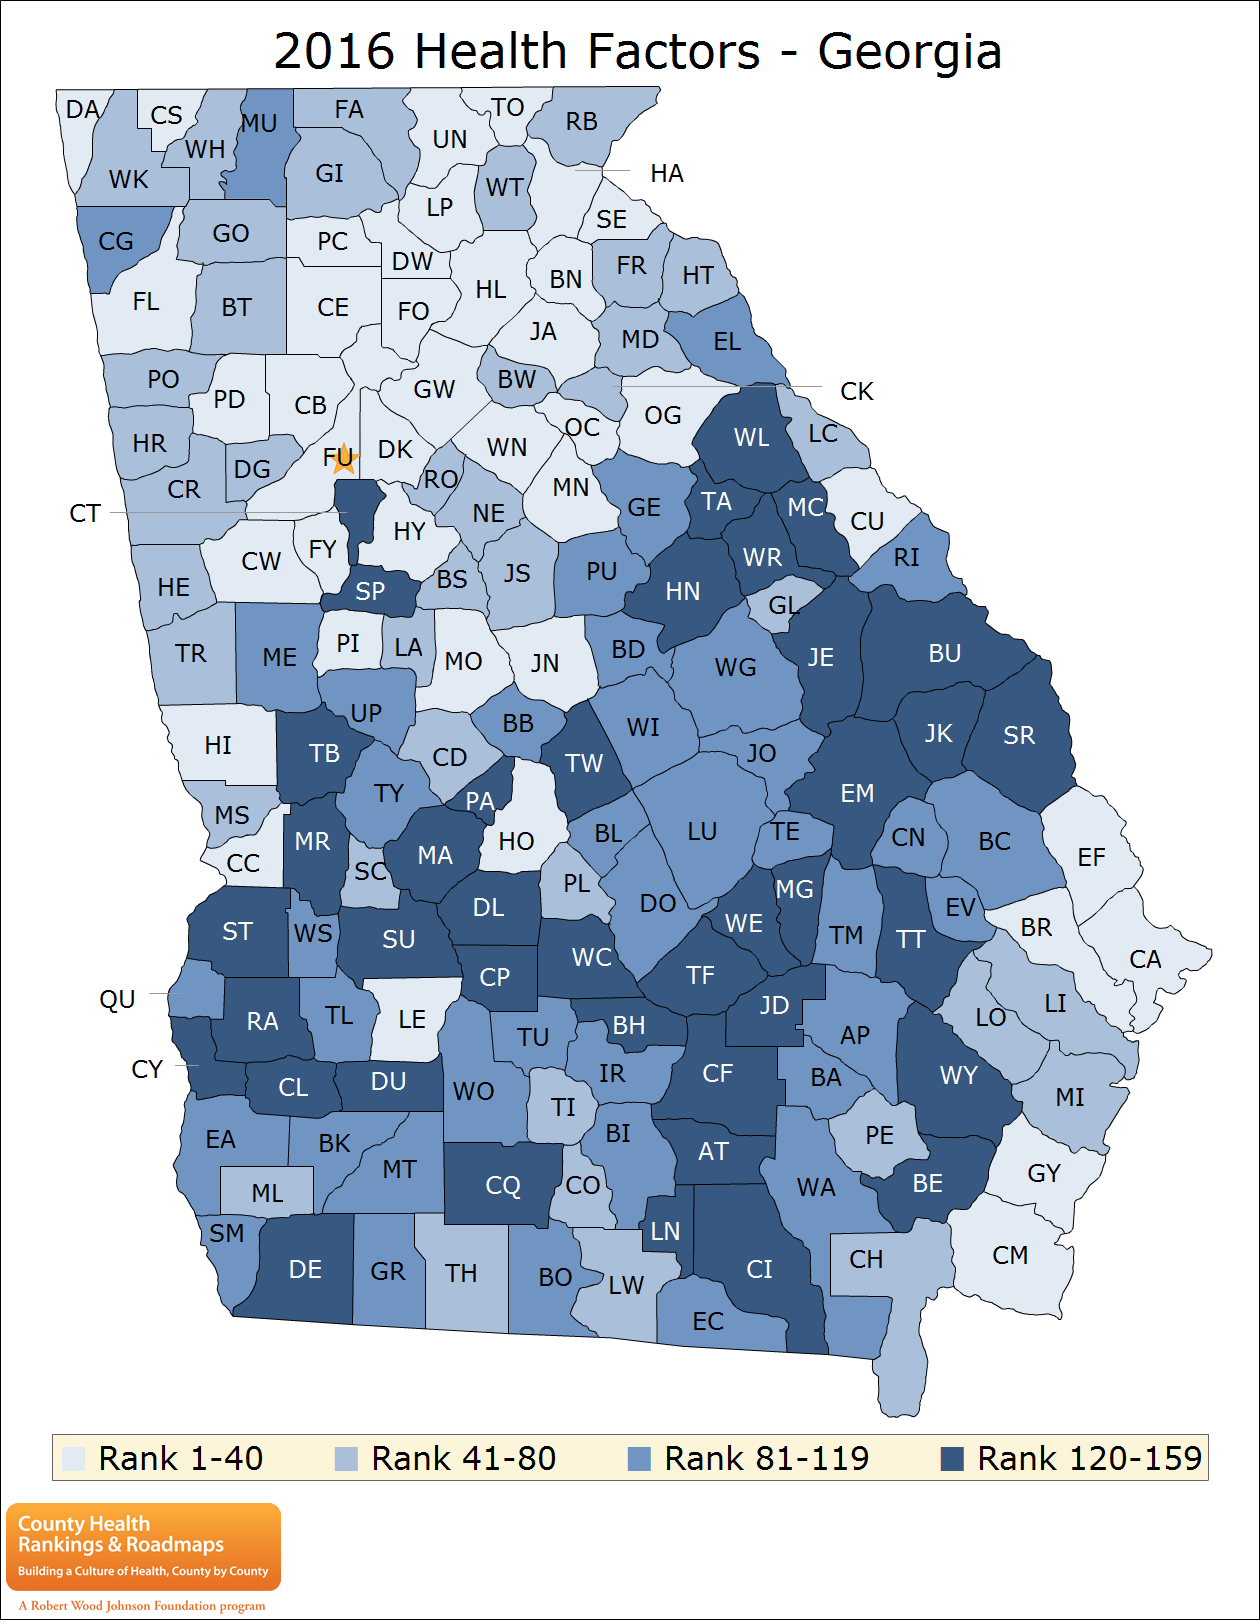 2016 Health Factors - Georgia
DA CS MU FA TO RB
WH UN
WK GI WT HA
LP SE
CG GO PC
DW FR HT
BN
FL BT CE FO HL
JA MD EL
PO PD CB GW BW CK
OG
HR FU DK WN OC WL LC
DG RO
CR MN GE TA MC
CT NE CU
HY
CW FY WR RI
HE SP BS JS PU HN
GL
TR ME PI LA MO JN BD WG JE BU
UP BB WI
HI TB CD TW JO JK SR
TY PA EM
MS
MR HO BL LU TE CN BC
CC SC MA EF
PL MG
ST WS SU DL DO WE TM TT EV BR
CP WC TF CA
QU RA TL LE BH JD LO LI
TU AP
CY CL DU WO IR CF BA WY MI
TI
EA BK BI PE
MT AT
ML CQ CO WA BE GY
SM LN
DE GR TH BO LW CI CH CM
EC
Rank 1-40 Rank 41-80 Rank 81-119 Rank 120-159
County Health
Rankings & Roadmaps
Building a Culture of Health, County by County
A Robert Wood Johnson Foundation program